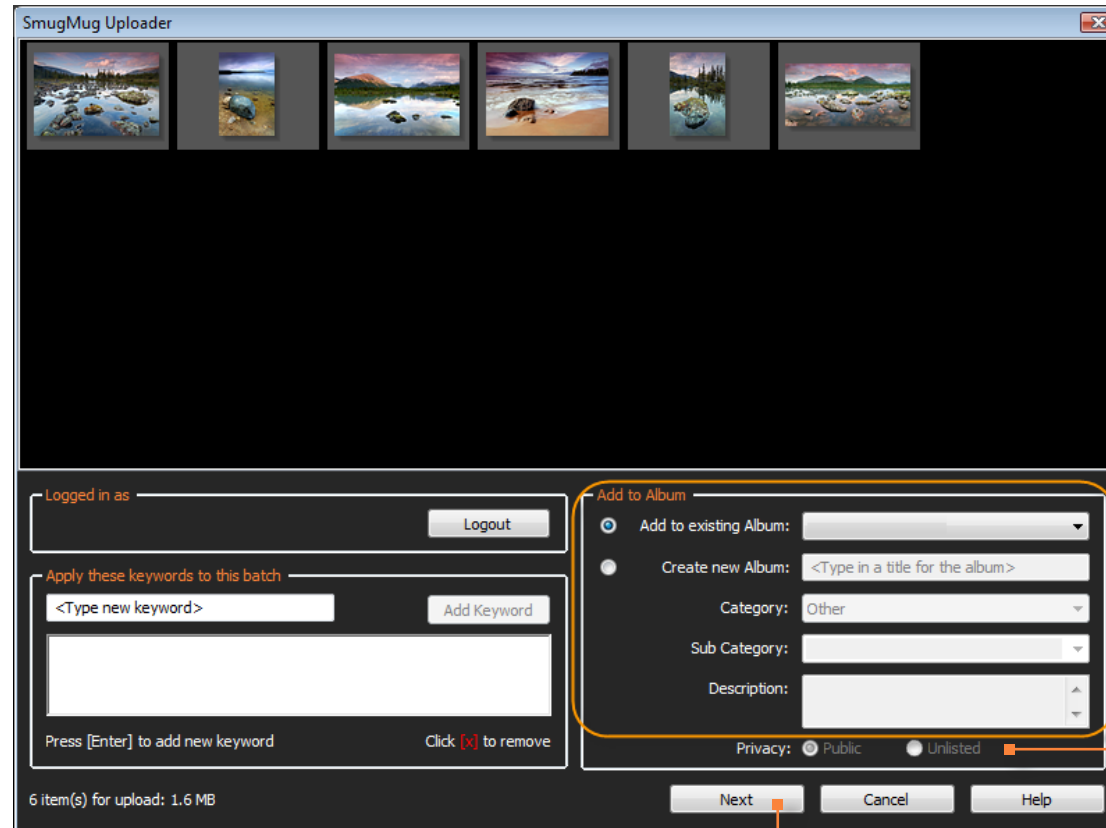 SmugMug Uploader
Logged in as
Logout
Apply these keywords to this batch
<Type new keyword>
Add Keyword
Press [Enter] to add new keyword
Click [x] to remove
Add to Album
Add to existing Album:
Create new Album: <Type in a title for the album>
Category: Other
Sub Category:
Description:
Privacy: Public Unlisted
6 item(s) for upload: 1.6 MB
Next
Cancel
Help